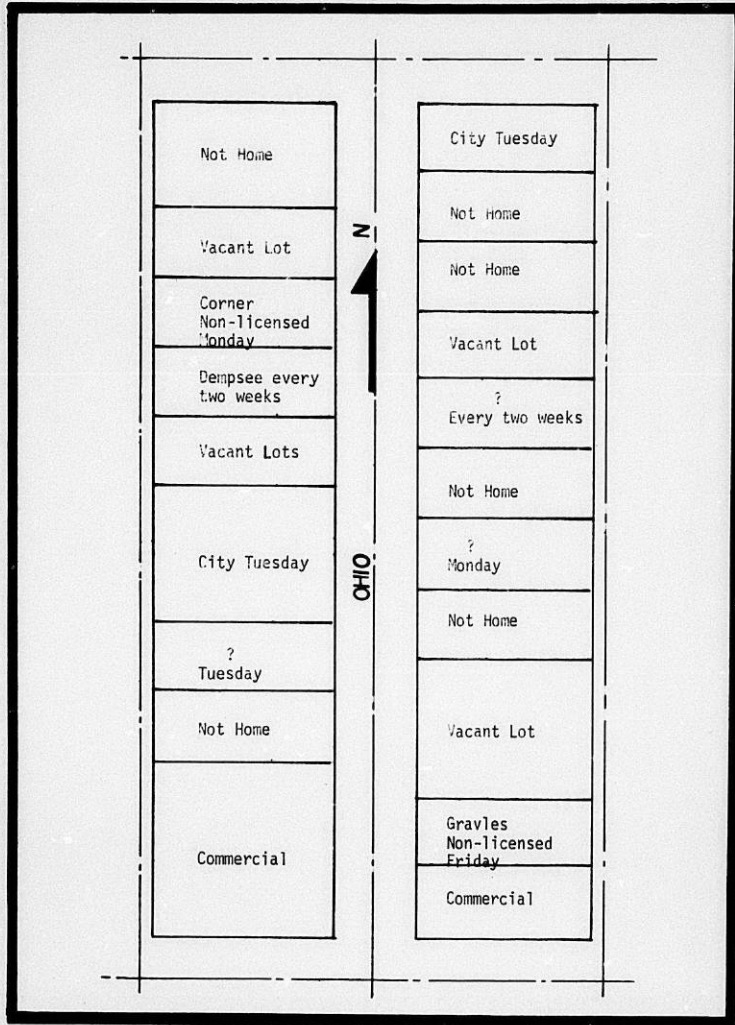 Not Home
Vacant Lot
Corner
Non-licensed
Monday
Dempsee every
two weeks
Vacant Lots
City Tuesday
?
Tuesday
Not Home
Commercial
N
OHIO
City Tuesday
Not Home
Not Home
Vacant Lot
?
Every two weeks
Not Home
?
Monday
Not Home
Vacant Lot
Gravles
Non-licensed
Friday
Commercial